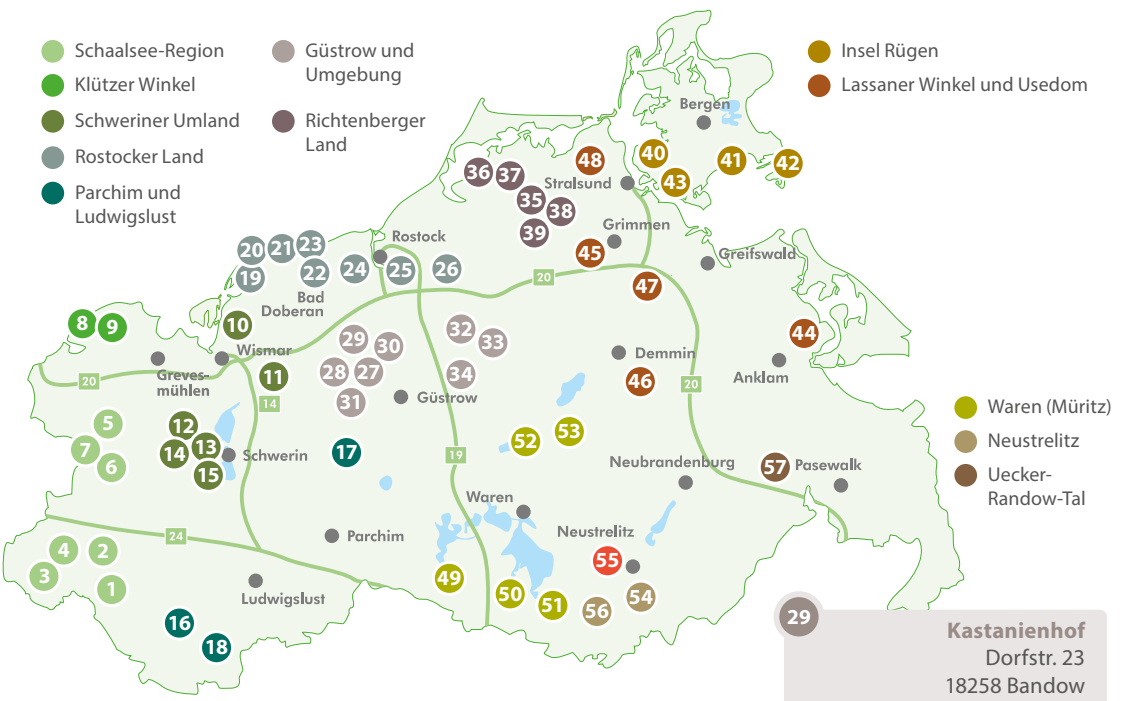 Schaalsee-Region
Klützer Winkel
Schweriner Umland
Rostocker Land
Parchim und
Ludwigslust
Güstrow und
Umgebung
Richtenberger
Land
Insel Rügen
Lassaner Winkel und Usedom
Bergen
40
41
42
43
36
37
48
Stralsund
35
38
39
Grimmen
45
Greifswald
Rostock
20
21
23
19
22
24
25
26
20
47
Bad
Doberan
8
9
10
Wismar
Greves-
mühlen
20
11
14
29
30
28
27
31
Güstrow
32
33
34
Demmin
46
20
44
Anklam
5
7
6
12
13
14
15
Schwerin
17
19
52
53
Waren (Müritz)
Neustrelitz
Uecker-
Randow-Tal
Neubrandenburg
57
Pasewalk
Waren
24
Parchim
Neustrelitz
55
4
2
3
1
Ludwigslust
16
18
49
50
51
56
54
29
Kastanienhof
Dorfstr. 23
18258 Bandow